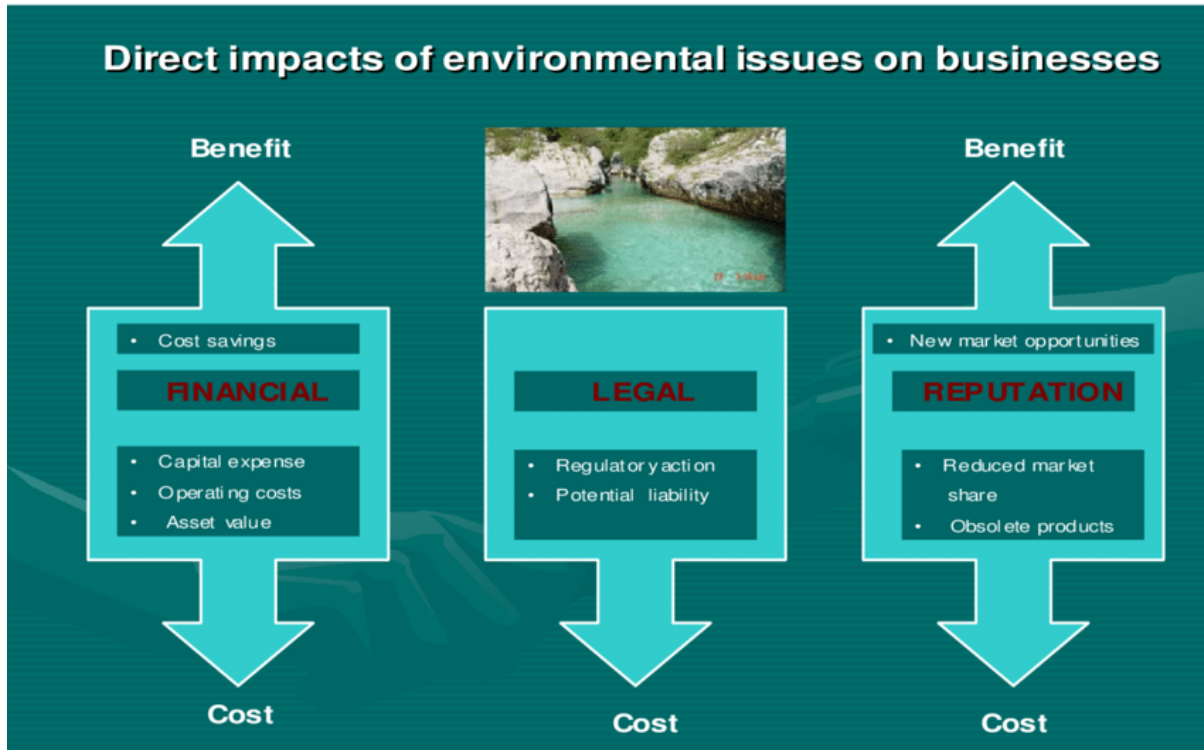 Direct impacts of environmental issues on businesses
Benefit
• Cost savings
FINANCIAL
• Capital expense
• Operating costs
• Asset value
Cost
LEGAL
• Regulatory action
• Potential liability
Cost
Benefit
• New market opportunities
REPUTATION
• Reduced market
share
• Obsolete products
Cost